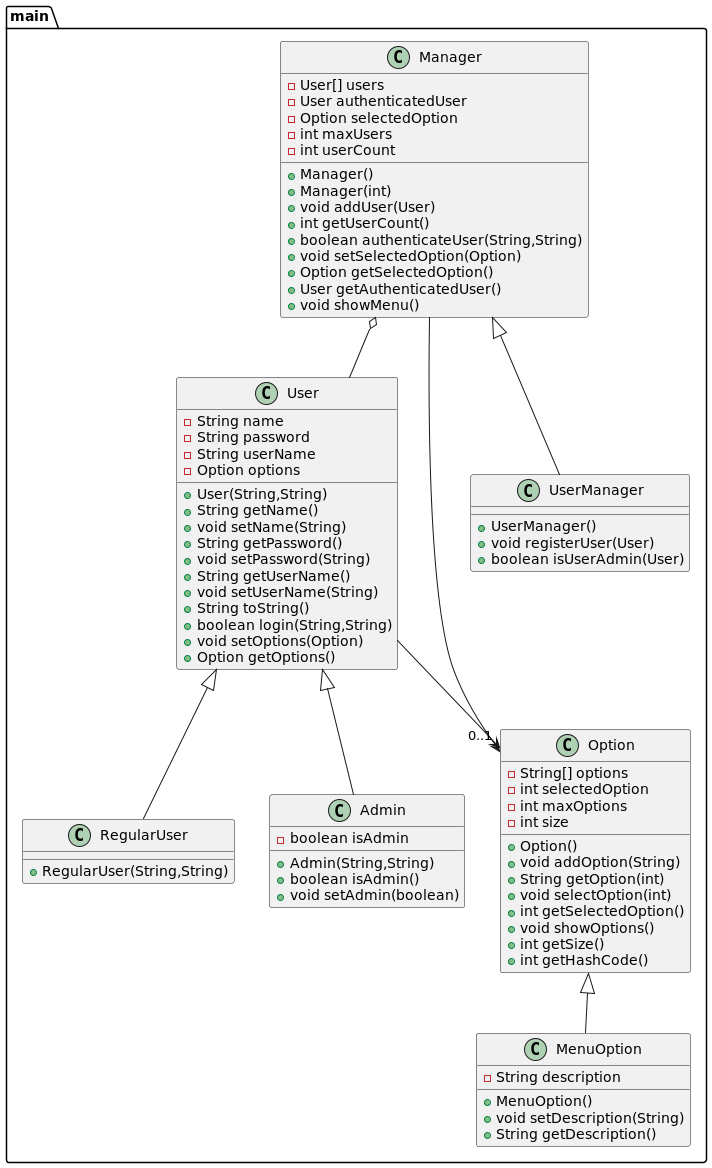 main
C Manager
User[] users
User authenticatedUser
Option selectedOption
int maxUsers
int userCount
Manager()
Manager(int)
void addUser(User)
int getUserCount()
boolean authenticateUser(String,String)
void setSelectedOption(Option)
Option getSelectedOption()
User getAuthenticatedUser()
void showMenu()
C User
String name
String password
String userName
Option options
User(String,String)
String getName()
void setName(String)
String getPassword()
void setPassword(String)
String getUserName()
void setUserName(String)
String toString()
boolean login(String,String)
void setOptions(Option)
Option getOptions()
C UserManager
UserManager()
void registerUser(User)
boolean isUserAdmin(User)
0..1
C Option
String[] options
int selectedOption
int maxOptions
int size
Option()
void addOption(String)
String getOption(int)
void selectOption(int)
int getSelectedOption()
void showOptions()
int getSize()
int getHashCode()
C RegularUser
RegularUser(String,String)
C Admin
boolean isAdmin
Admin(String,String)
boolean isAdmin()
void setAdmin(boolean)
C MenuOption
String description
MenuOption()
void setDescription(String)
String getDescription()